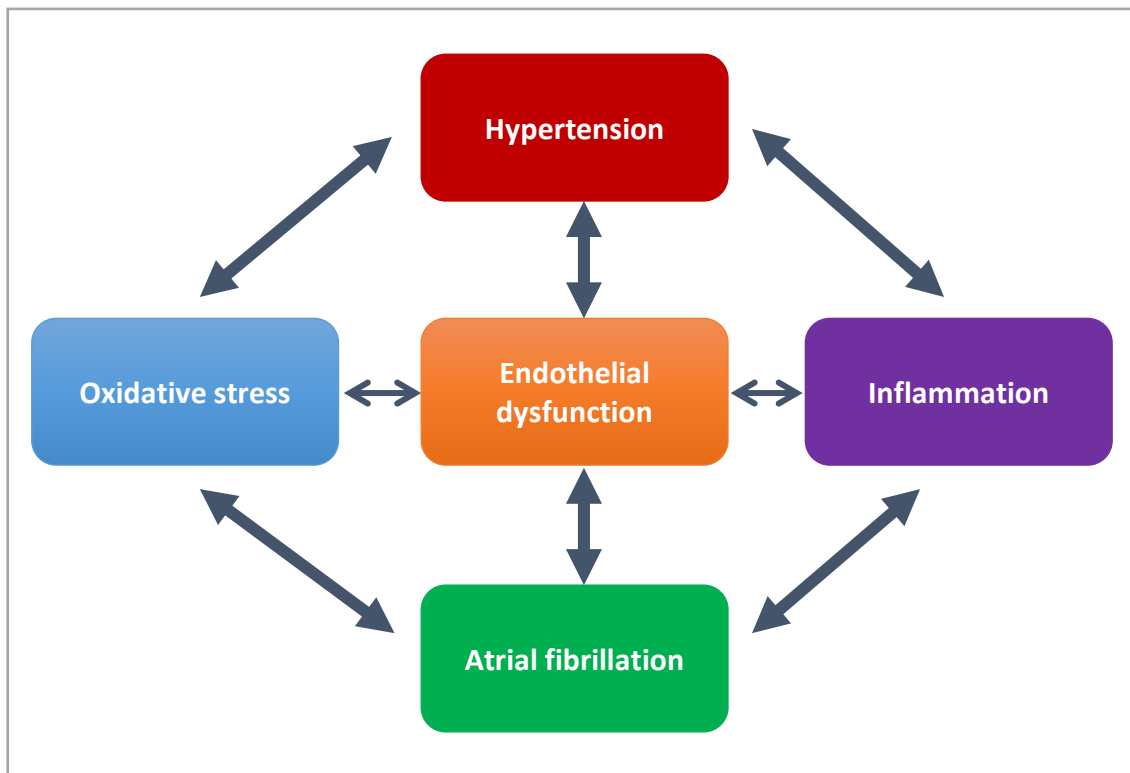 Hypertension
Oxidative stress
Endothelial
dysfunction
Inflammation
Atrial fibrillation